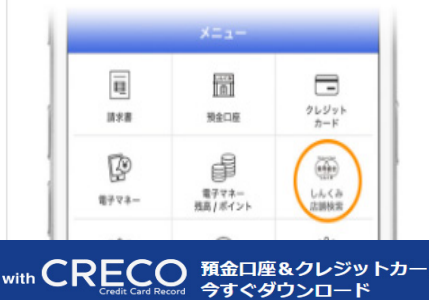 メニュー
請求書
預金口座
クレジット
カード
電子マネー
電子マネー
残高 / ポイント
しんくみ
店舗検索
with CRECO
Credit Card Record
預金口座＆クレジットカー
今すぐダウンロード